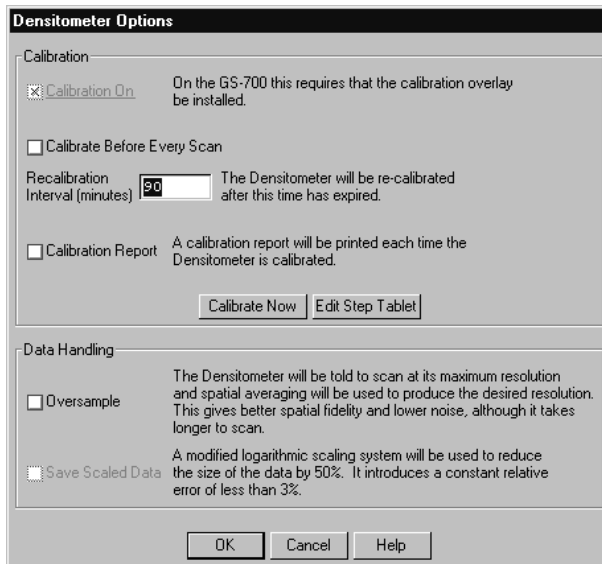 Densitometer Options
Calibration
Calibration On
On the GS-700 this requires that the calibration overlay
be installed.
Calibrate Before Every Scan
Recalibration
Interval (minutes)
90
The Densitometer will be re-calibrated
after this time has expired.
Calibration Report
A calibration report will be printed each time the
Densitometer is calibrated.
Calibrate Now
Edit Step Tablet
Data Handling
Oversample
The Densitometer will be told to scan at its maximum resolution
and spatial averaging will be used to produce the desired resolution.
This gives better spatial fidelity and lower noise, although it takes
longer to scan.
Save Scaled Data
A modified logarithmic scaling system will be used to reduce
the size of the data by 50%. It introduces a constant relative
error of less than 3%.
OK
Cancel
Help